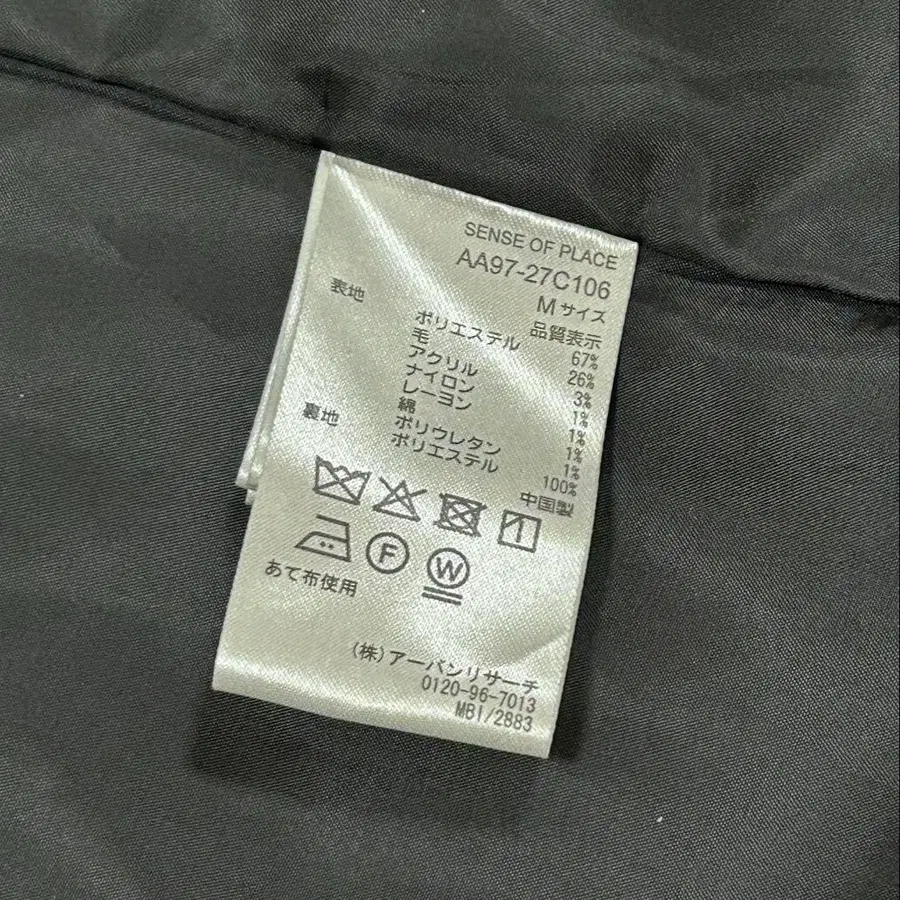 SENSE OF PLACE
AA97-27C106
M サイズ
品質表示
表地 ポリエステル 67%
毛 26%
アクリル 3%
ナイロン 1%
レーヨン 1%
綿 1%
ポリウレタン 1%
裏地 ポリエステル 100%
中国製
F W
あて布使用
(株)アーバンリサーチ
0120-96-7013
MBI/2883